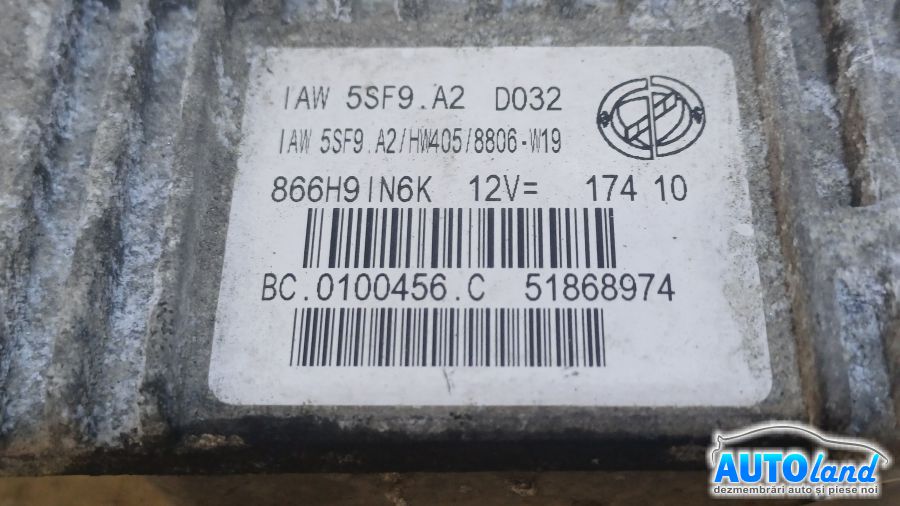 IAW 5SF9.A2 D032
IAW 5SF9.A2/HW405/8806-W19
866H9IN6K 12V= 174 10
BC.0100456.C 51868974
AUTOland
dezmembrări auto și piese noi